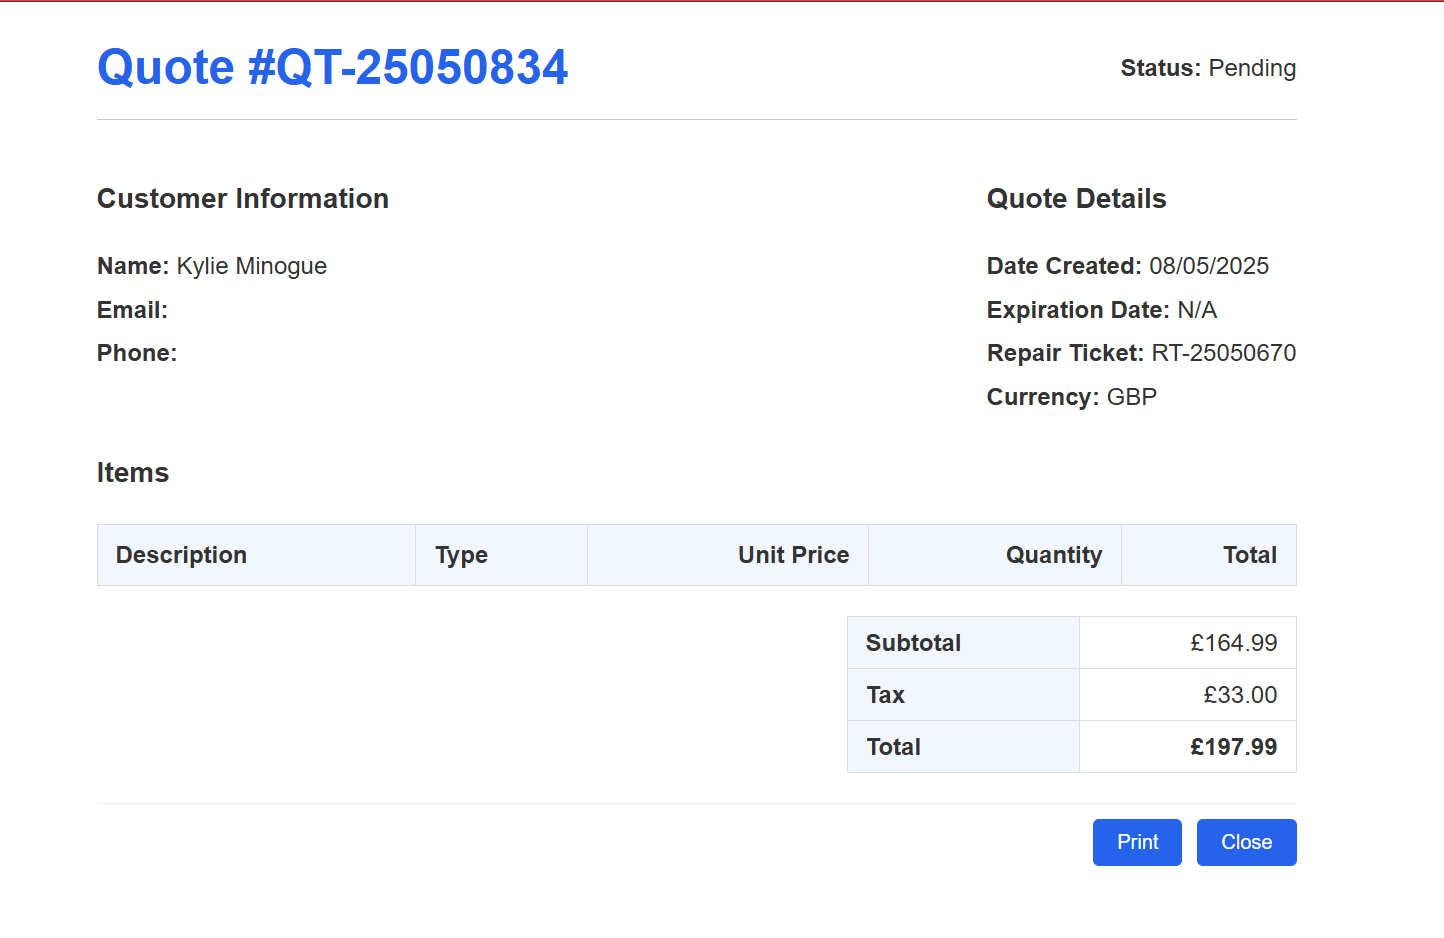 Quote #QT-25050834
Status: Pending
Customer Information
Name: Kylie Minogue
Email:
Phone:
Quote Details
Date Created: 08/05/2025
Expiration Date: N/A
Repair Ticket: RT-25050670
Currency: GBP
Items
Description Type Unit Price Quantity Total
Subtotal £164.99
Tax £33.00
Total £197.99
Print Close